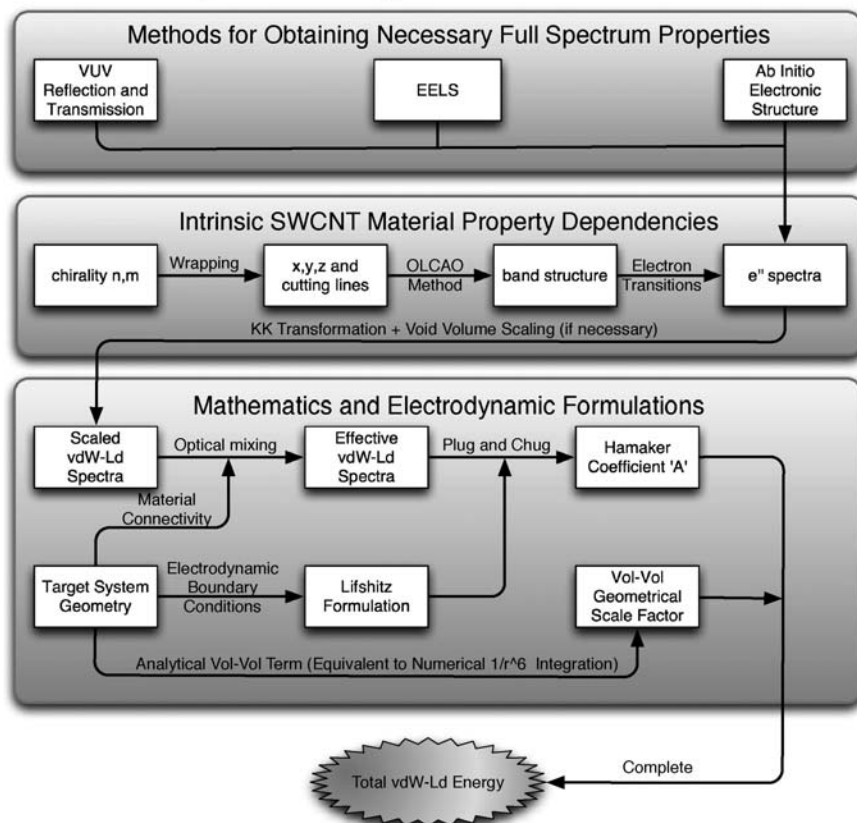 Methods for Obtaining Necessary Full Spectrum Properties
VUV
Reflection and
Transmission
EELS
Ab Initio
Electronic
Structure
Intrinsic SWCNT Material Property Dependencies
chirality n,m
Wrapping
x,y,z and
cutting lines
OLCAO
Method
band structure
Electron
Transitions
e" spectra
KK Transformation + Void Volume Scaling (if necessary)
Mathematics and Electrodynamic Formulations
Scaled
vdW-Ld
Spectra
Optical mixing
Effective
vdW-Ld
Spectra
Plug and Chug
Hamaker
Coefficient 'A'
Material
Connectivity
Target System
Geometry
Electrodynamic
Boundary
Conditions
Lifshitz
Formulation
Vol-Vol
Geometrical
Scale Factor
Analytical Vol-Vol Term (Equivalent to Numerical 1/r^6 Integration)
Total vdW-Ld Energy
Complete